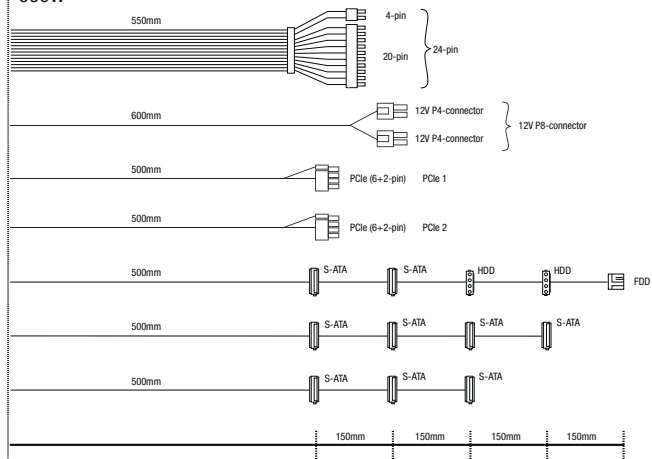 550mm
4-pin
20-pin
24-pin
600mm
12V P4-connector
12V P4-connector
12V P8-connector
500mm
PCIe (6+2-pin) PCIe 1
500mm
PCIe (6+2-pin) PCIe 2
500mm S-ATA S-ATA HDD HDD FDD
500mm S-ATA S-ATA S-ATA S-ATA
500mm S-ATA S-ATA S-ATA
150mm 150mm 150mm 150mm